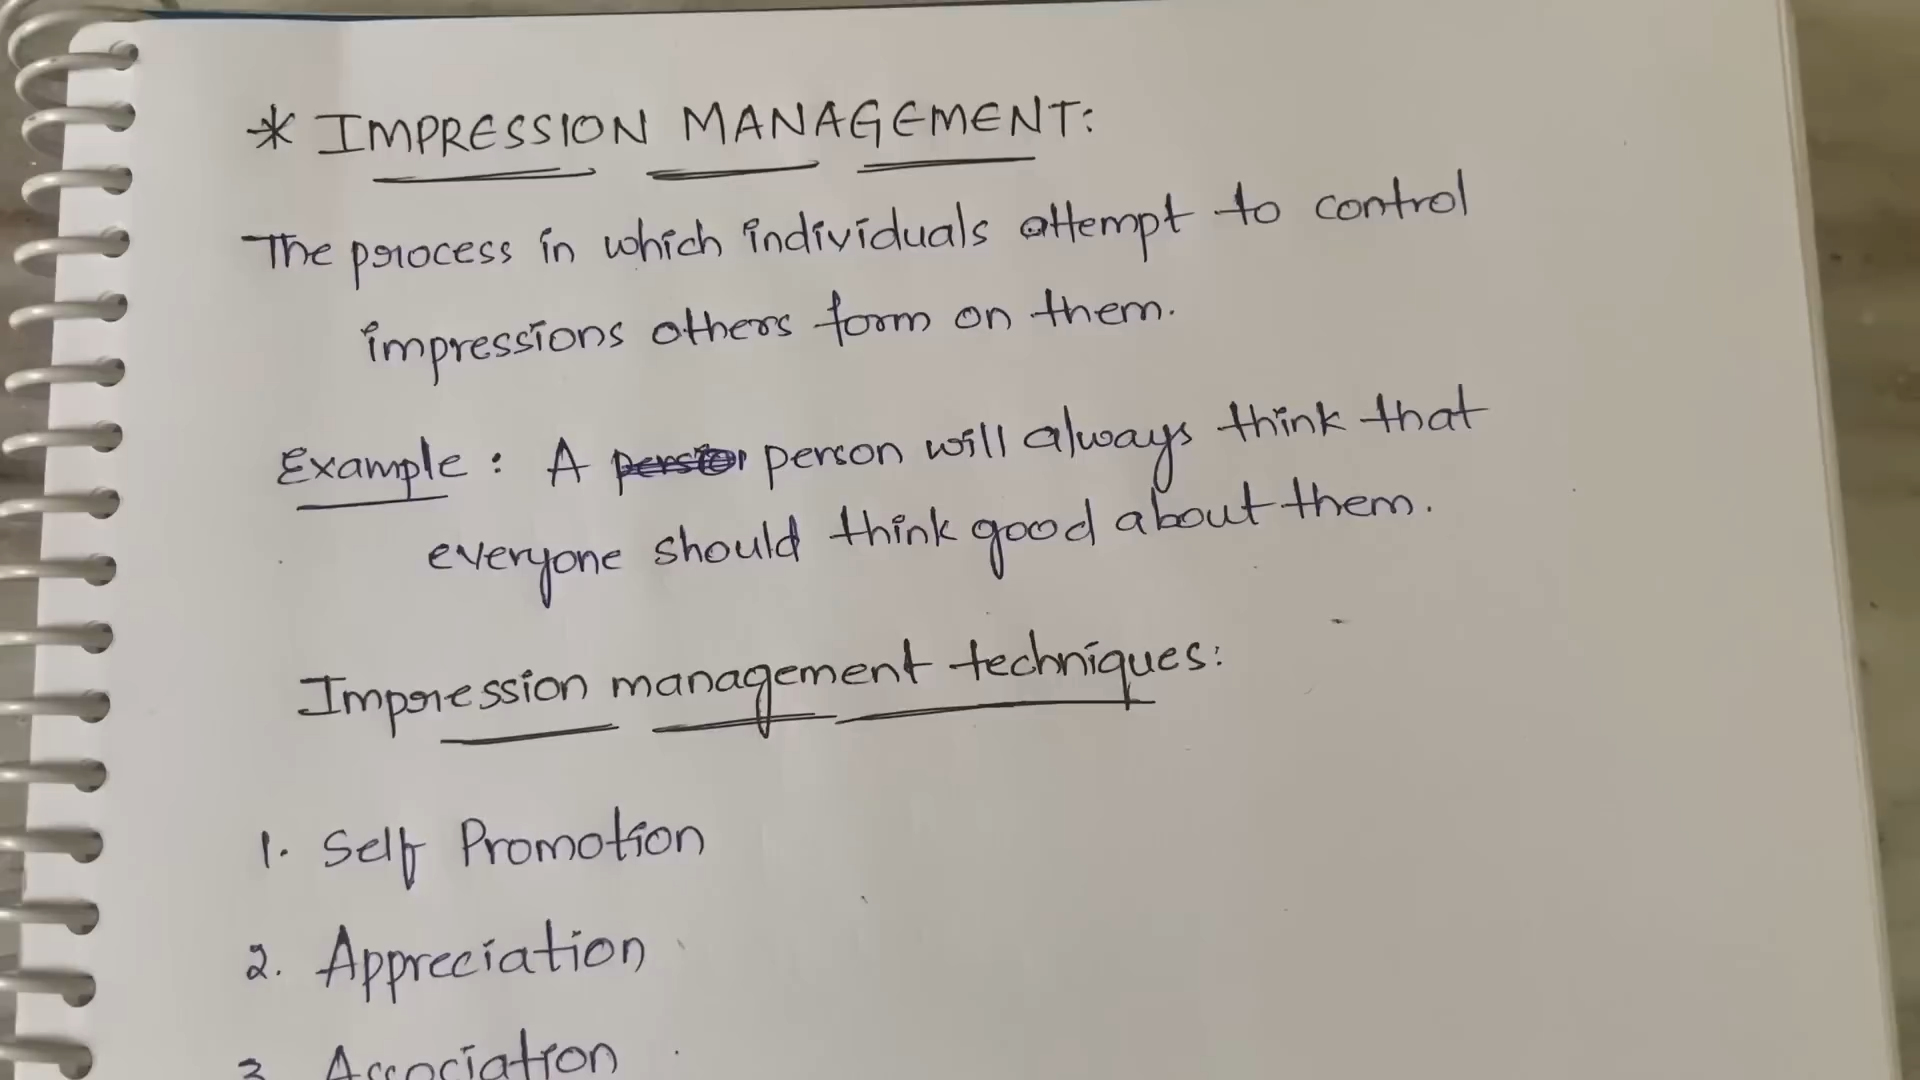 * IMPRESSION MANAGEMENT:
The process in which individuals attempt to control
impressions others form on them.
Example : A person will always think that
everyone should think good about them.
Impression management techniques:
1. Self Promotion
2. Appreciation
3 Association